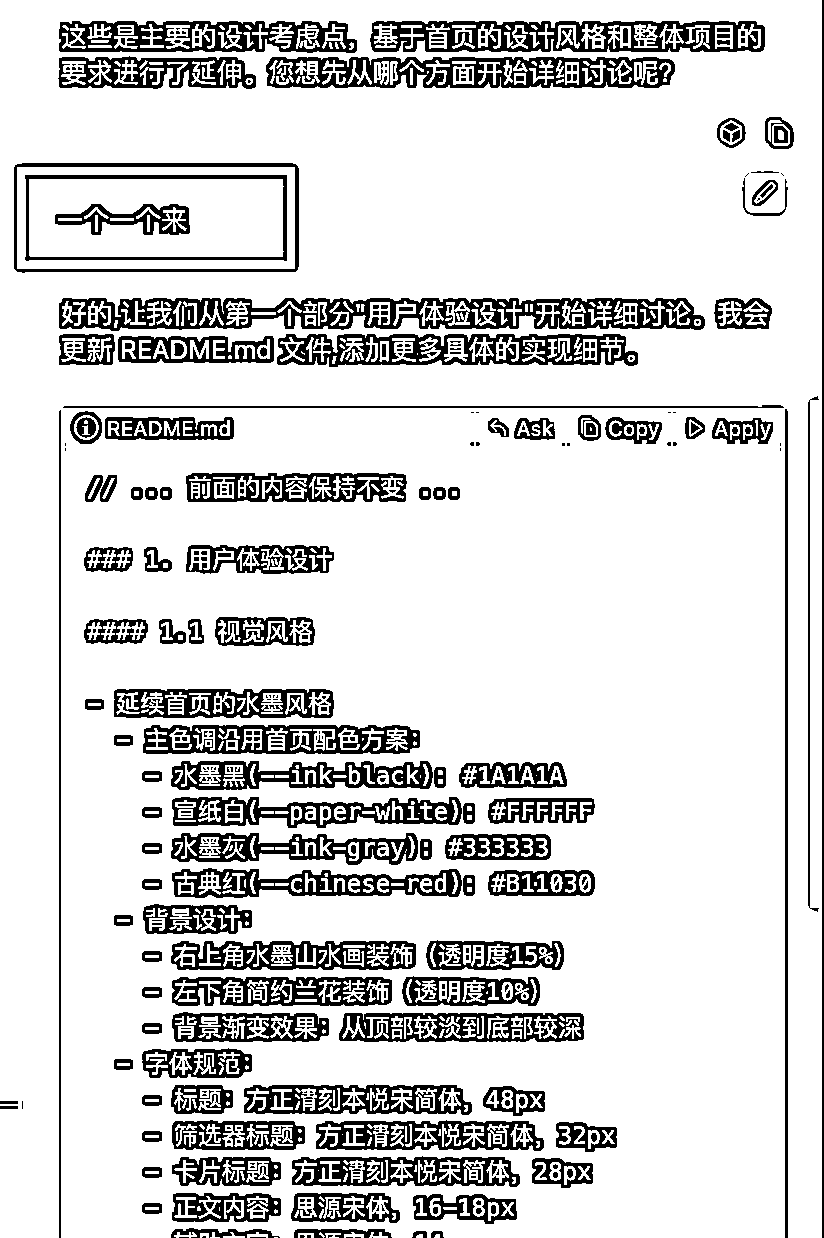 这些是主要的设计考虑点，基于首页的设计风格和整体项目的
要求进行了延伸。您想先从哪个方面开始详细讨论呢？
一个一个来
好的,让我们从第一个部分"用户体验设计"开始详细讨论。我会
更新 README.md 文件,添加更多具体的实现细节。
README.md Ask Copy Apply
// ... 前面的内容保持不变 ...
### 1. 用户体验设计
#### 1.1 视觉风格
- 延续首页的水墨风格
- 主色调沿用首页配色方案:
- 水墨黑(--ink-black): #1A1A1A
- 宣纸白(--paper-white): #FFFFFF
- 水墨灰(--ink-gray): #333333
- 古典红(--chinese-red): #B11030
- 背景设计:
- 右上角水墨山水画装饰（透明度15%）
- 左下角简约兰花装饰（透明度10%）
- 背景渐变效果: 从顶部较淡到底部较深
- 字体规范:
- 标题: 方正清刻本悦宋简体, 48px
- 筛选器标题: 方正清刻本悦宋简体, 32px
- 卡片标题: 方正清刻本悦宋简体, 28px
- 正文内容: 思源宋体, 16-18px